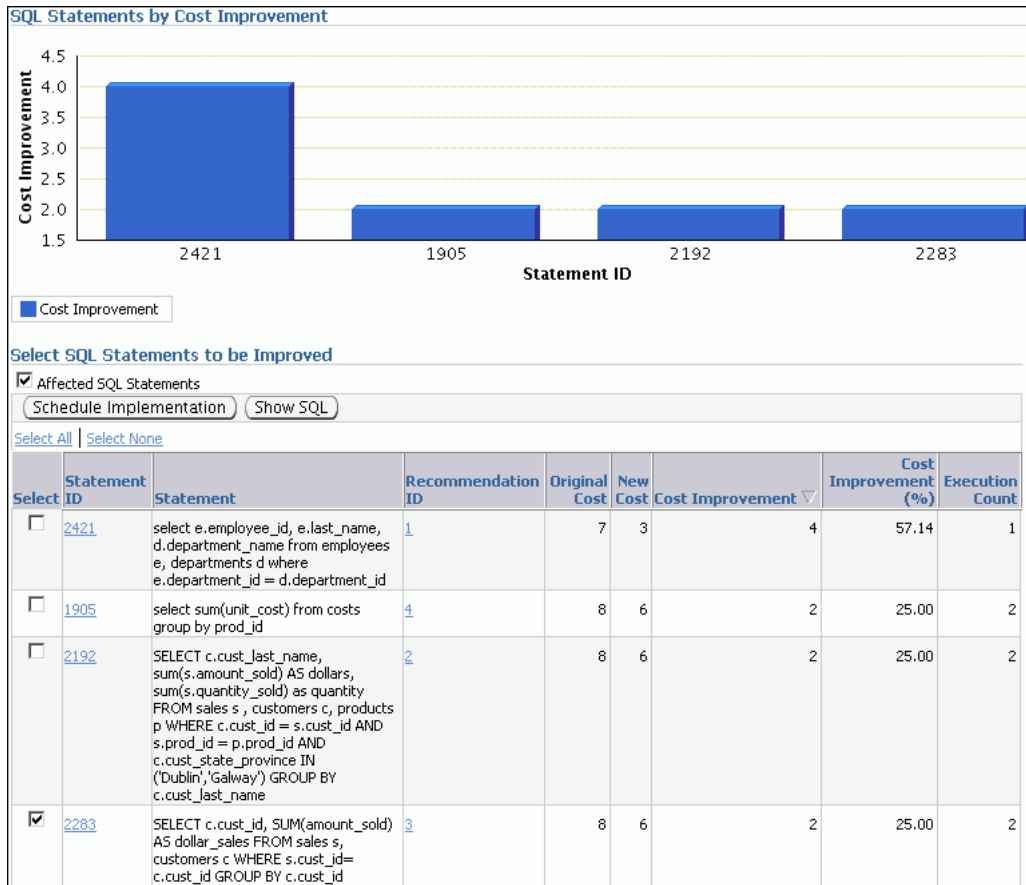 SQL Statements by Cost Improvement
4.5
4.0
3.5
3.0
2.5
2.0
1.5
Cost Improvement
2421 1905 2192 2283
Statement ID
Cost Improvement
Select SQL Statements to be Improved
Affected SQL Statements
Schedule Implementation Show SQL
Select All | Select None
Select Statement ID Statement Recommendation ID Original Cost New Cost Cost Improvement Cost Improvement (%) Execution Count
2421 select e.employee_id, e.last_name, 1 7 3 4 57.14 1
d.department_name from employees
e, departments d where
e.department_id = d.department_id
1905 select sum(unit_cost) from costs 4 8 6 2 25.00 2
group by prod_id
2192 SELECT c.cust_last_name, 2 8 6 2 25.00 2
sum(s.amount_sold) AS dollars,
sum(s.quantity_sold) as quantity
FROM sales s , customers c, products
p WHERE c.cust_id = s.cust_id AND
s.prod_id = p.prod_id AND
c.cust_state_province IN
('Dublin','Galway') GROUP BY
c.cust_last_name
2283 SELECT c.cust_id, SUM(amount_sold) 3 8 6 2 25.00 2
AS dollar_sales FROM sales s,
customers c WHERE s.cust_id=
c.cust_id GROUP BY c.cust_id